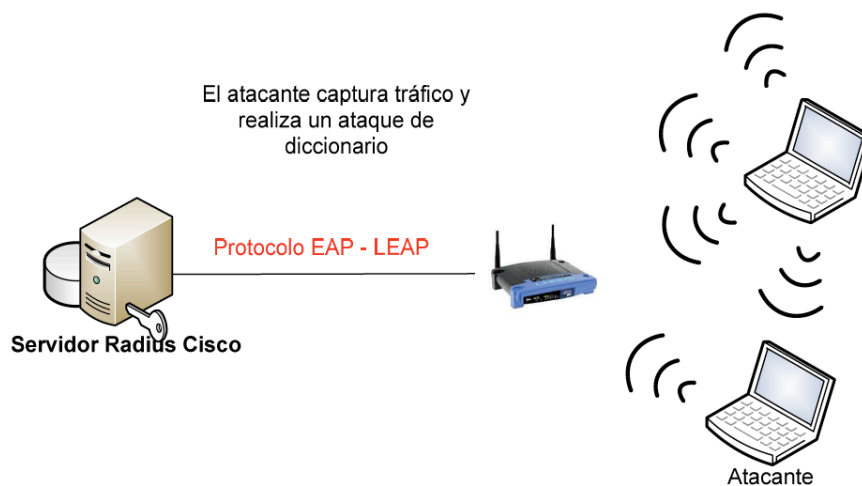 El atacante captura tráfico y
realiza un ataque de
diccionario
Protocolo EAP - LEAP
Servidor Radius Cisco
Atacante